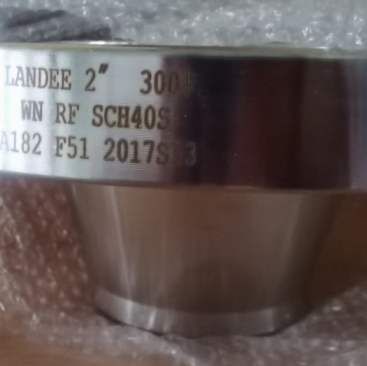 LANDEE 2" 300#
WN RF SCH40S
A182 F51 2017S